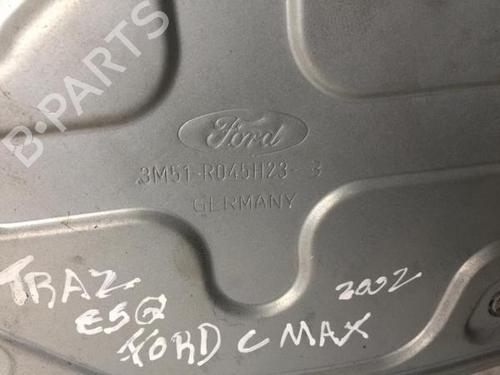 B-PARTS
Ford
3M51-R045H23-B
GERMANY
TRAZ
ESQ
2002
FORD C MAX